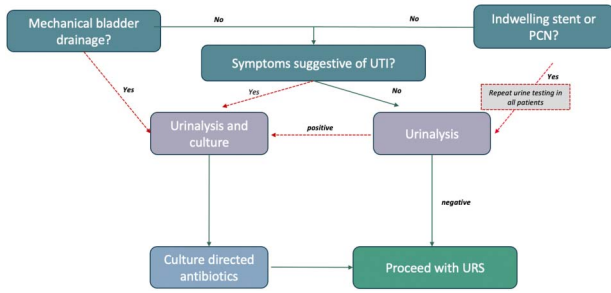 Mechanical bladder
drainage?
No
No
Indwelling stent or
PCN?
Symptoms suggestive of UTI?
Yes
Yes
No
Yes
Repeat urine testing in
all patients
Urinalysis and
culture
positive
Urinalysis
negative
Culture directed
antibiotics
Proceed with URS